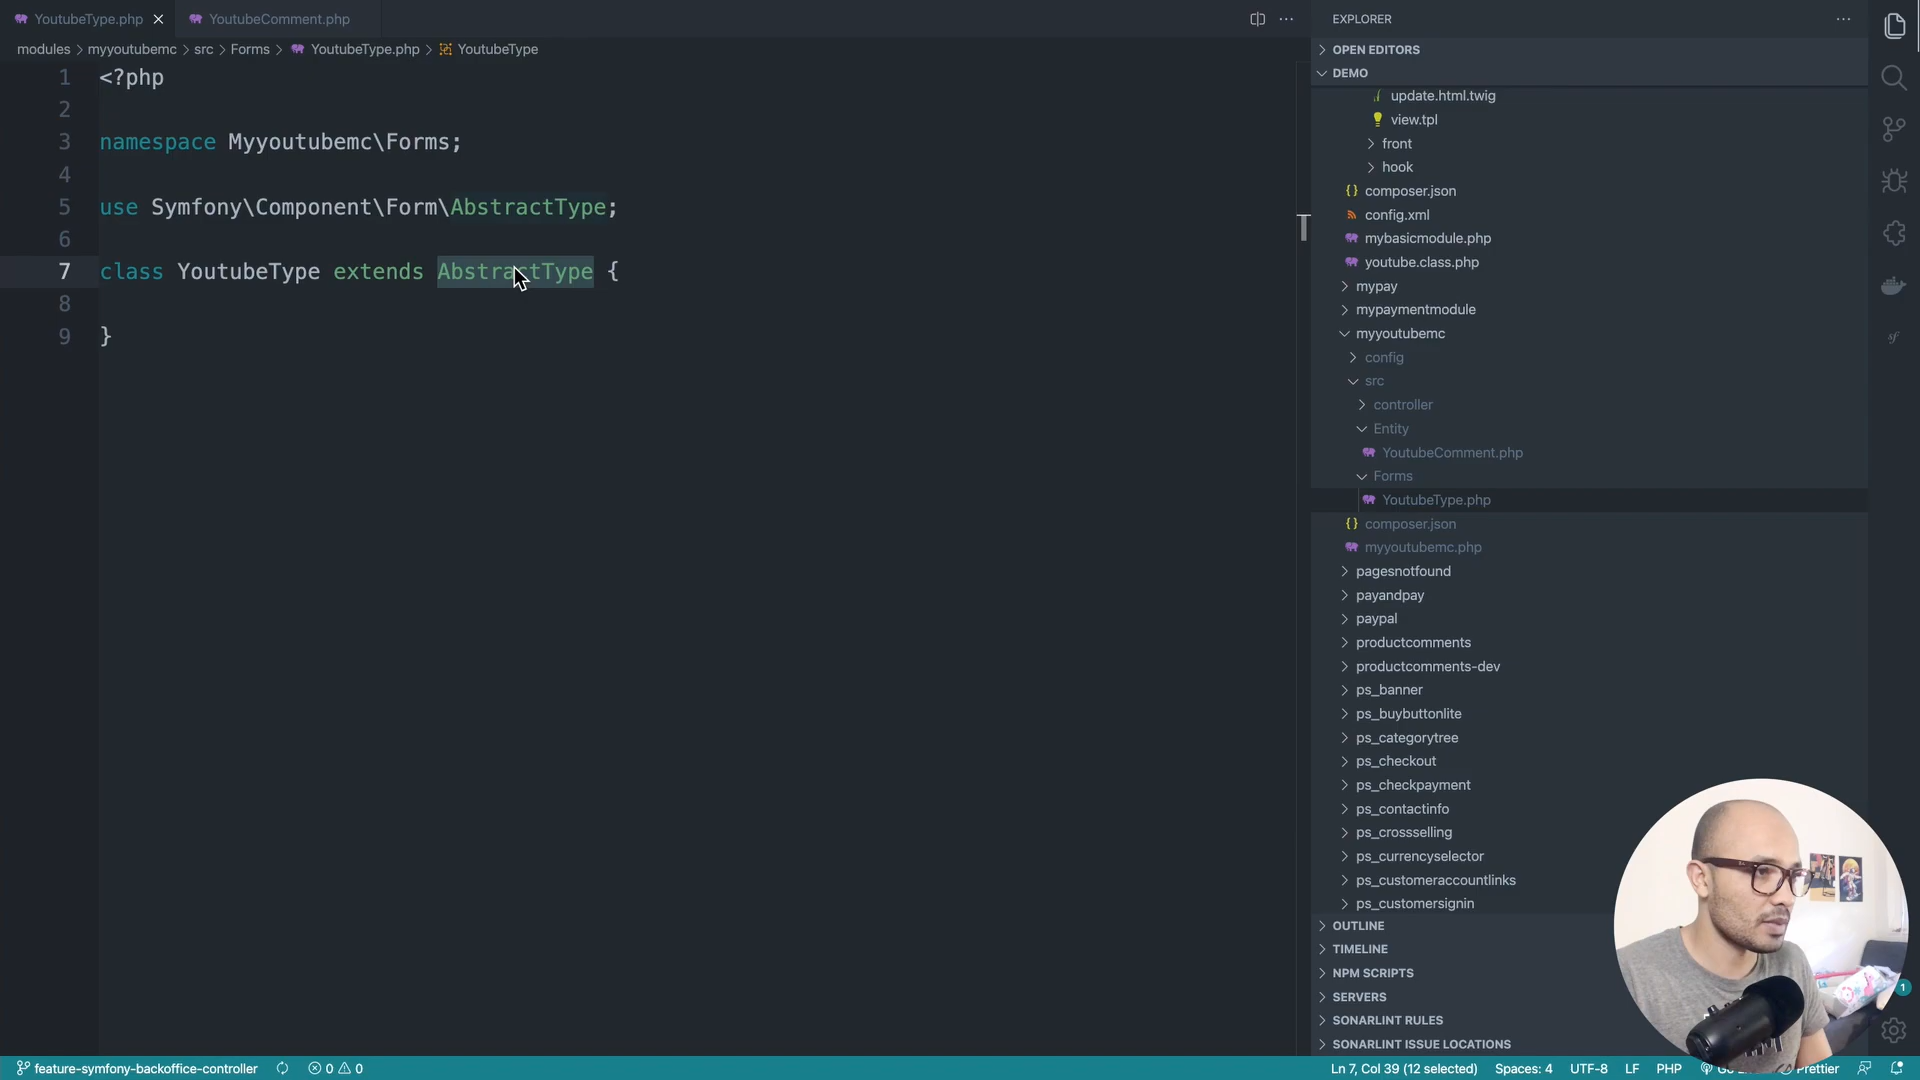 YoutubeType.php
YoutubeComment.php
modules > myyoutubemc > src > Forms > YoutubeType.php > YoutubeType
1 <?php
2
3 namespace Myyoutubemc\Forms;
4
5 use Symfony\Component\Form\AbstractType;
6
7 class YoutubeType extends AbstractType {
8
9 }
EXPLORER
OPEN EDITORS
DEMO
update.html.twig
view.tpl
front
hook
composer.json
config.xml
mybasicmodule.php
youtube.class.php
mypay
mypaymentmodule
myyoutubemc
config
src
controller
Entity
YoutubeComment.php
Forms
YoutubeType.php
composer.json
myyoutubemc.php
pagesnotfound
payandpay
paypal
productcomments
productcomments-dev
ps_banner
ps_buybuttonlite
ps_categorytree
ps_checkout
ps_checkpayment
ps_contactinfo
ps_crossselling
ps_currencyselector
ps_customeraccountlinks
ps_customersignin
OUTLINE
TIMELINE
NPM SCRIPTS
SERVERS
SONARLINT RULES
SONARLINT ISSUE LOCATIONS
sf
1
feature-symfony-backoffice-controller
0 0
Ln 7, Col 39 (12 selected)
Spaces: 4
UTF-8
LF
PHP
Prettier